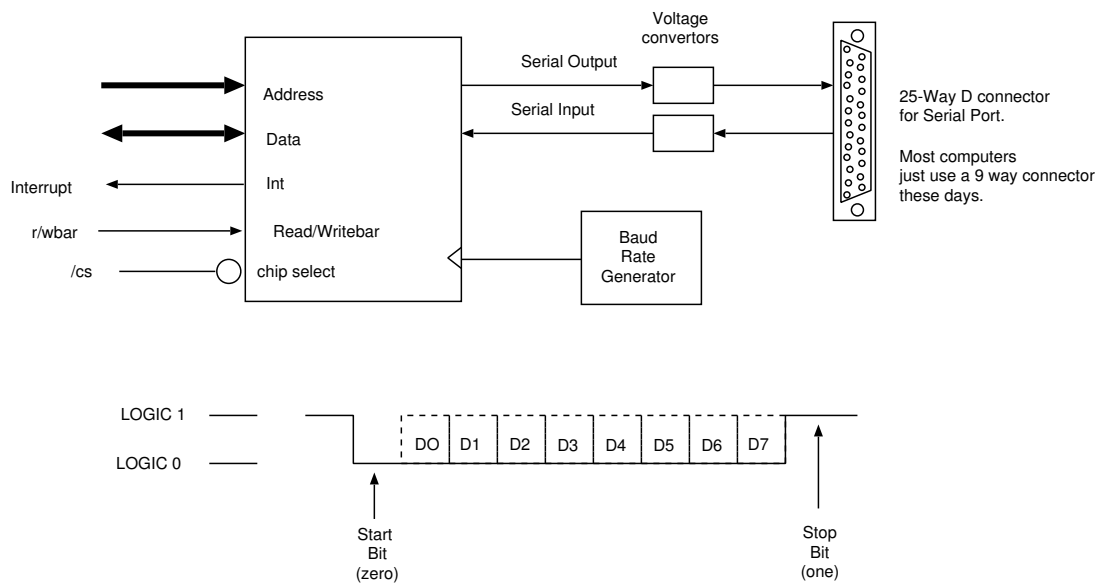 Voltage
convertors
Serial Output
Address
Serial Input
25-Way D connector
for Serial Port.
Data
Most computers
just use a 9 way connector
these days.
Interrupt
Int
r/wbar
Read/Writebar
Baud
Rate
Generator
/cs
chip select
LOGIC 1
DO D1 D2 D3 D4 D5 D6 D7
LOGIC 0
Start
Bit
(zero)
Stop
Bit
(one)